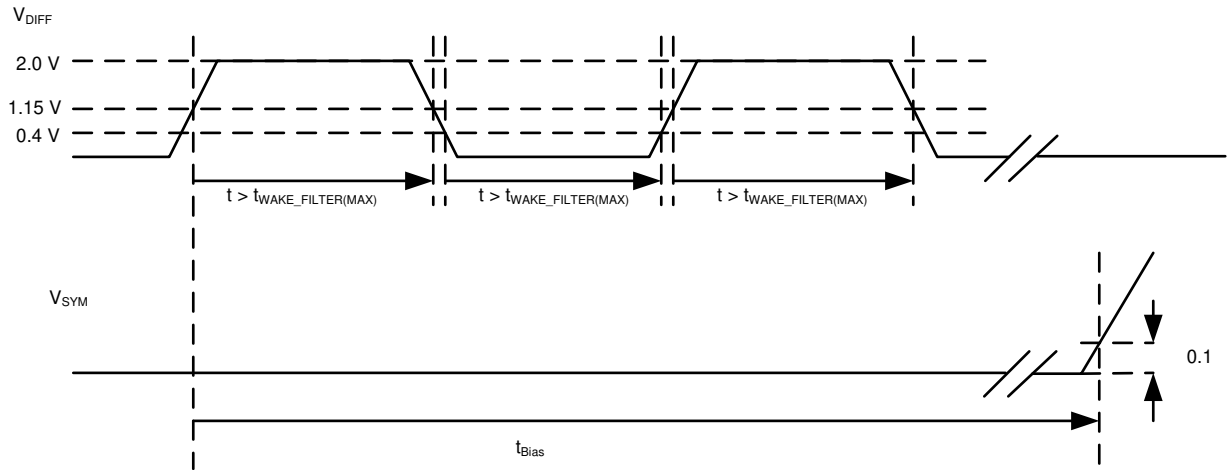 V_DIFF
2.0 V
1.15 V
0.4 V
t > t_WAKE_FILTER(MAX) t > t_WAKE_FILTER(MAX) t > t_WAKE_FILTER(MAX)
V_SYM
0.1
t_Bias